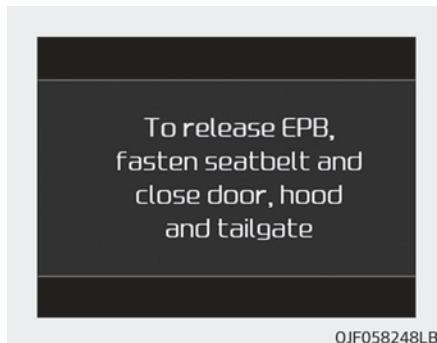 To release EPB,
fasten seatbelt and
close door, hood
and tailgate
OJF058248LB